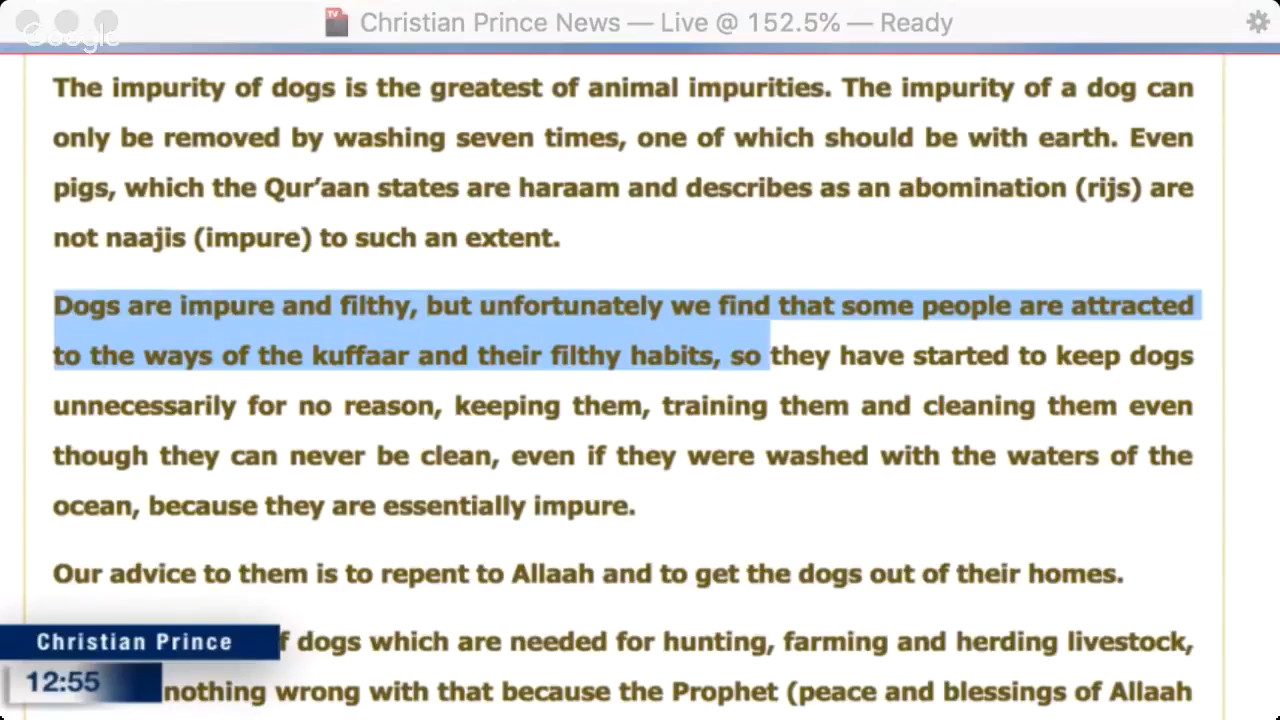 Christian Prince News — Live @ 152.5% — Ready
Google
The impurity of dogs is the greatest of animal impurities. The impurity of a dog can
only be removed by washing seven times, one of which should be with earth. Even
pigs, which the Qur’aan states are haraam and describes as an abomination (rijs) are
not naajis (impure) to such an extent.
Dogs are impure and filthy, but unfortunately we find that some people are attracted
to the ways of the kuffaar and their filthy habits, so they have started to keep dogs
unnecessarily for no reason, keeping them, training them and cleaning them even
though they can never be clean, even if they were washed with the waters of the
ocean, because they are essentially impure.
Our advice to them is to repent to Allaah and to get the dogs out of their homes.
dogs which are needed for hunting, farming and herding livestock,
nothing wrong with that because the Prophet (peace and blessings of Allaah
Christian Prince
12:55